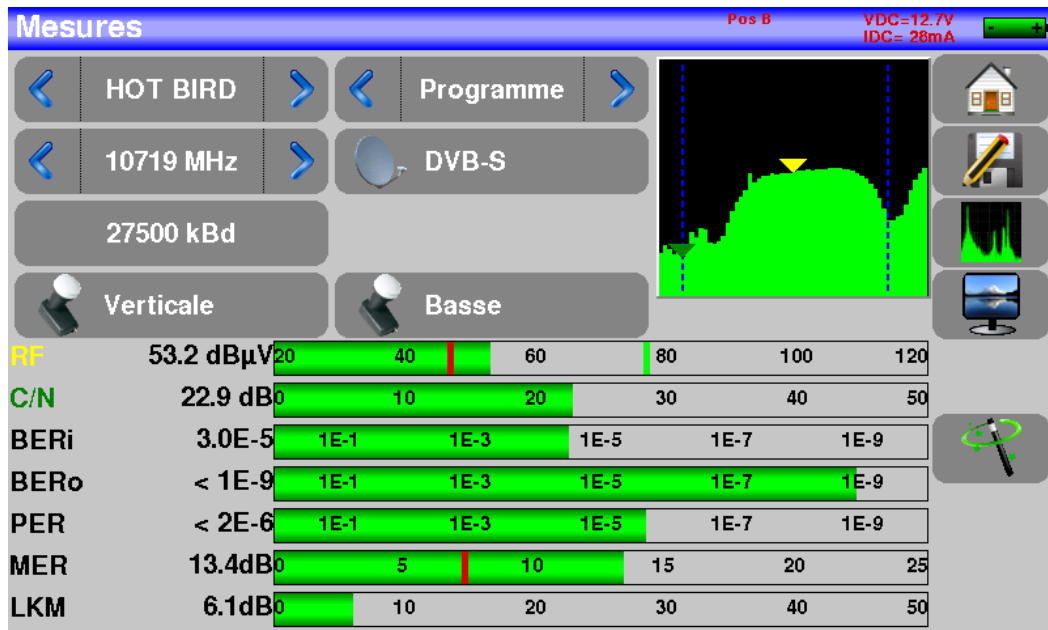 Mesures
Pos B
VDC=12.7V
IDC= 28mA
- +
HOT BIRD
Programme
10719 MHz
DVB-S
27500 kBd
Verticale
Basse
RF 53.2 dBµV 20 40 60 80 100 120
C/N 22.9 dB 0 10 20 30 40 50
BERi 3.0E-5 1E-1 1E-3 1E-5 1E-7 1E-9
BERo < 1E-9 1E-1 1E-3 1E-5 1E-7 1E-9
PER < 2E-6 1E-1 1E-3 1E-5 1E-7 1E-9
MER 13.4dB 0 5 10 15 20 25
LKM 6.1dB 0 10 20 30 40 50